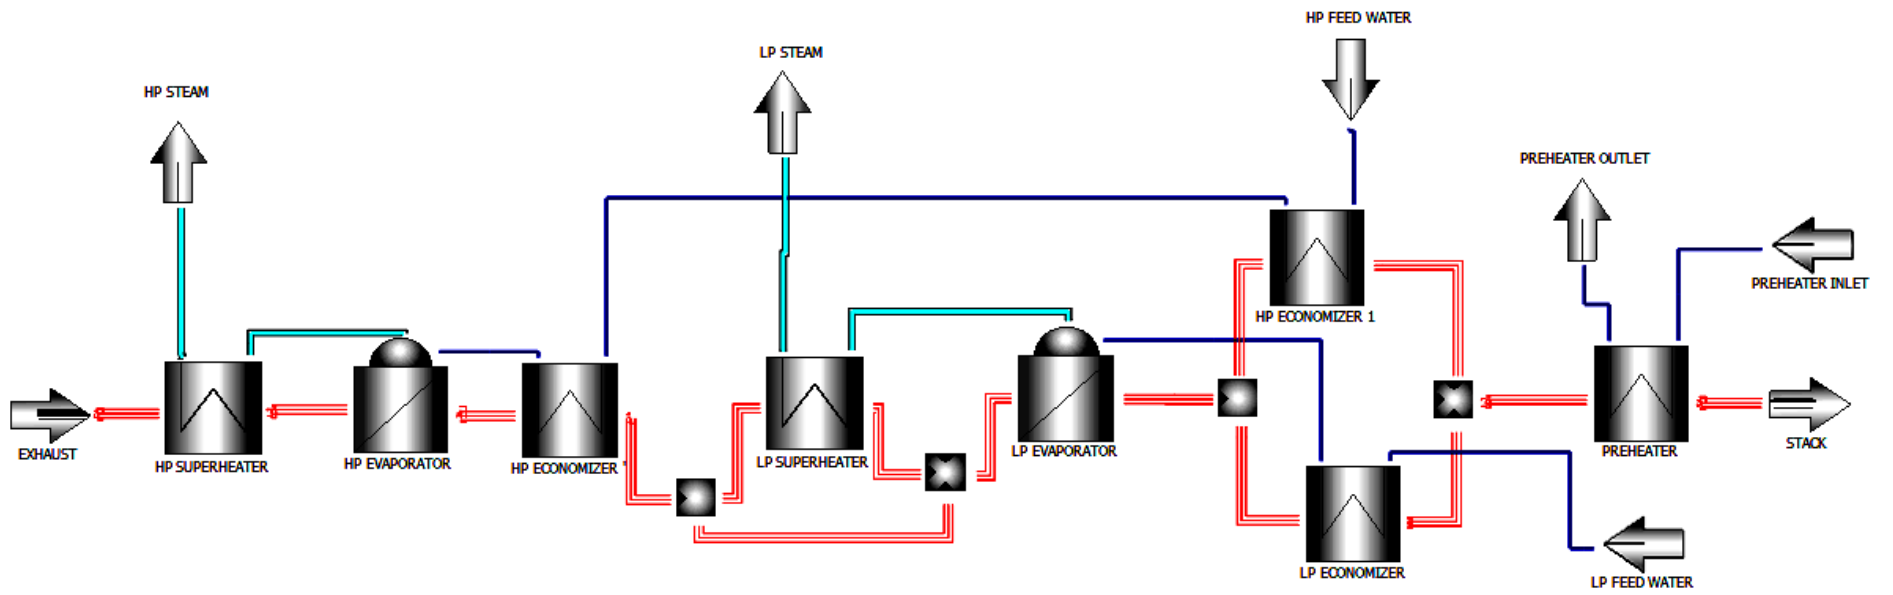 HP FEED WATER
LP STEAM
HP STEAM
PREHEATER OUTLET
PREHEATER INLET
HP ECONOMIZER 1
EXHAUST
HP SUPERHEATER
HP EVAPORATOR
HP ECONOMIZER
LP SUPERHEATER
LP EVAPORATOR
PREHEATER
STACK
LP ECONOMIZER
LP FEED WATER